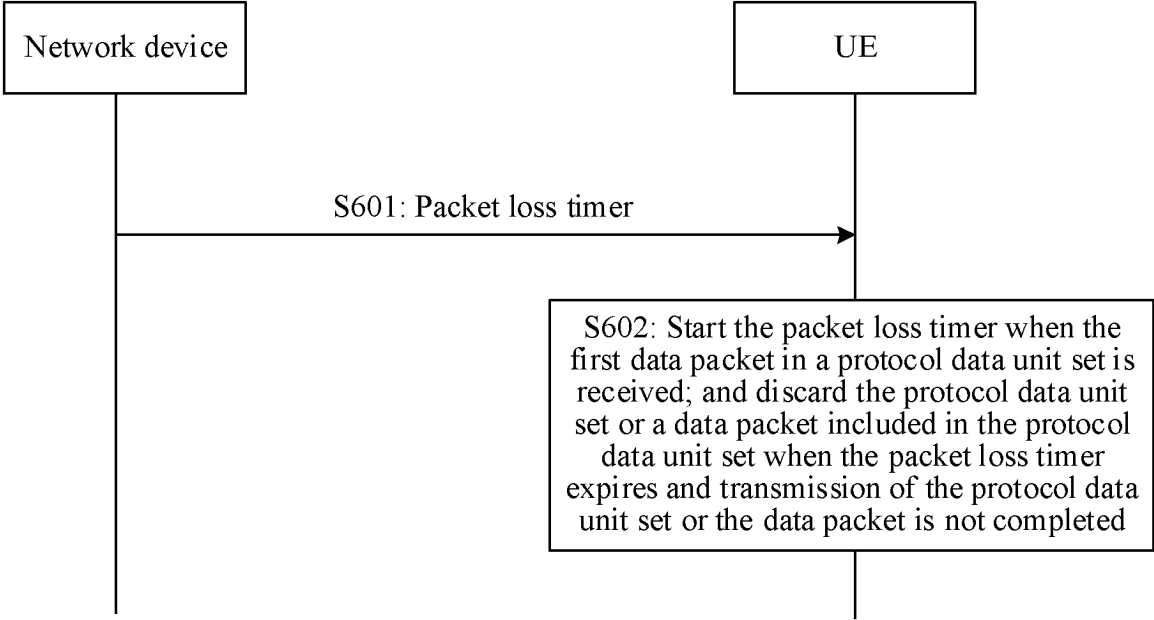 Network device
UE
S601: Packet loss timer
S602: Start the packet loss timer when the
first data packet in a protocol data unit set is
received; and discard the protocol data unit
set or a data packet included in the protocol
data unit set when the packet loss timer
expires and transmission of the protocol data
unit set or the data packet is not completed